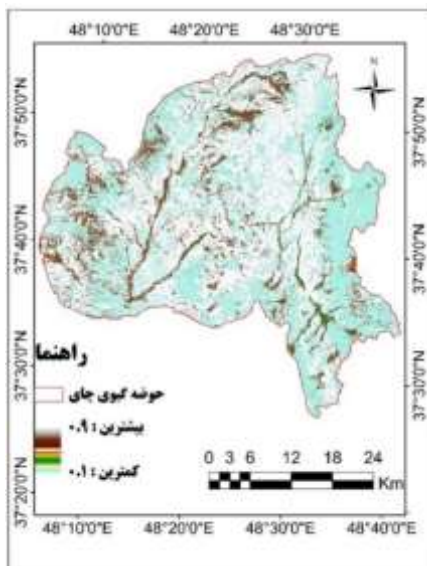 48°10'0"E 48°20'0"E 48°30'0"E
N
37°50'0"N 37°50'0"N
37°40'0"N 37°40'0"N
37°30'0"N 37°30'0"N
37°20'0"N
راهنما
حوضه گیوی چای
بیشترین : ۰.۹
کمترین : ۰.۱
0 3 6 12 18 24
Km
48°10'0"E 48°20'0"E 48°30'0"E 48°40'0"E